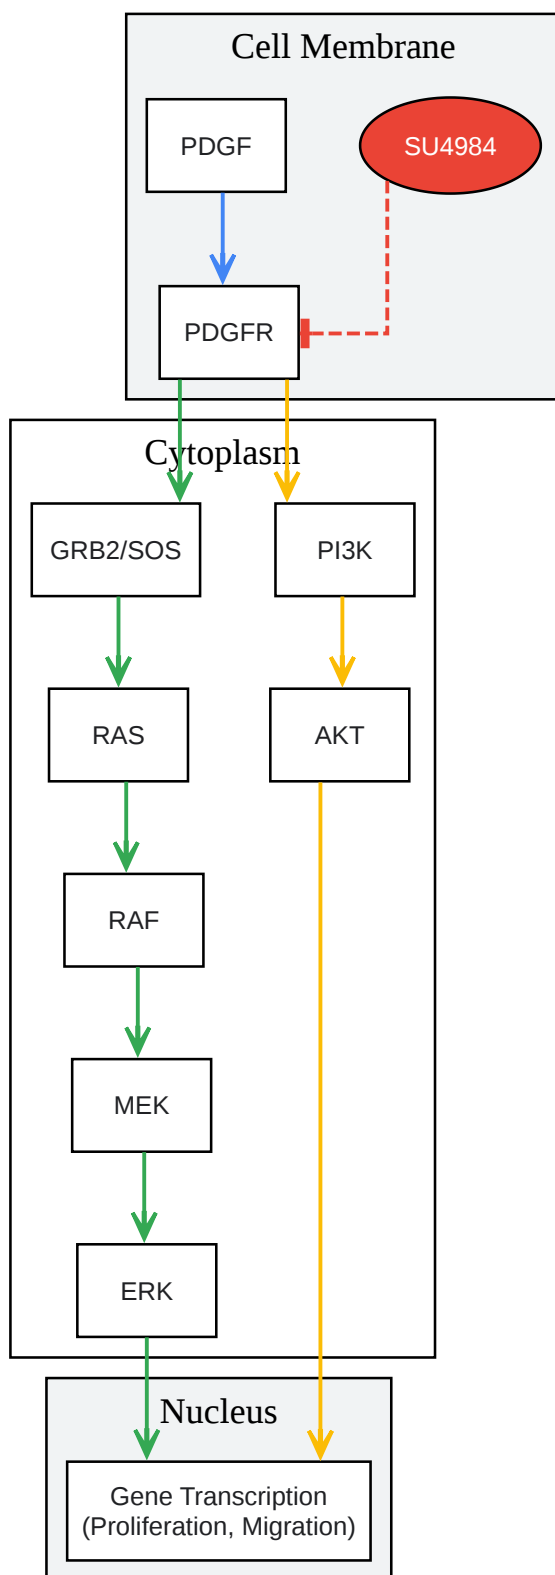 Cell Membrane
PDGF
SU4984
PDGFR
Cytoplasm
GRB2/SOS
PI3K
RAS
AKT
RAF
MEK
ERK
Nucleus
Gene Transcription
(Proliferation, Migration)